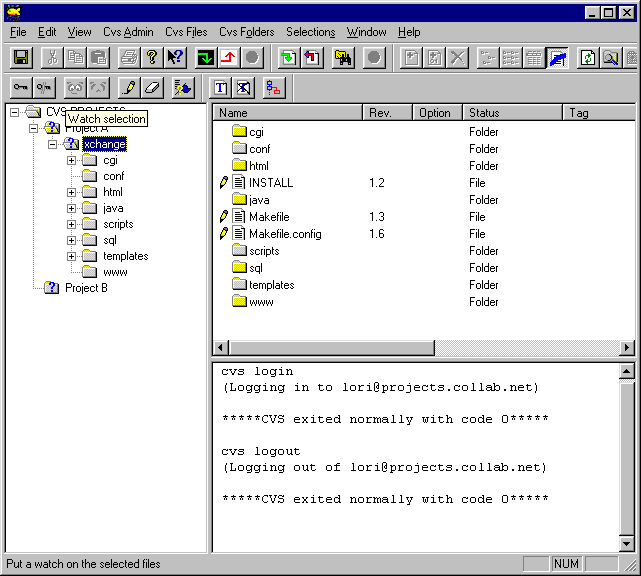 File Edit View Cvs Admin Cvs Files Cvs Folders Selections Window Help
CVS PROJECTS
Watch selection
Project A
xchange
cgi
conf
html
java
scripts
sql
templates
www
Project B
Name Rev. Option Status Tag
cgi Folder
conf Folder
html Folder
INSTALL 1.2 File
java Folder
Makefile 1.3 File
Makefile.config 1.6 File
scripts Folder
sql Folder
templates Folder
www Folder
cvs login
(Logging in to lori@projects.collab.net)
*****CVS exited normally with code 0*****
cvs logout
(Logging out of lori@projects.collab.net)
*****CVS exited normally with code 0*****
Put a watch on the selected files NUM